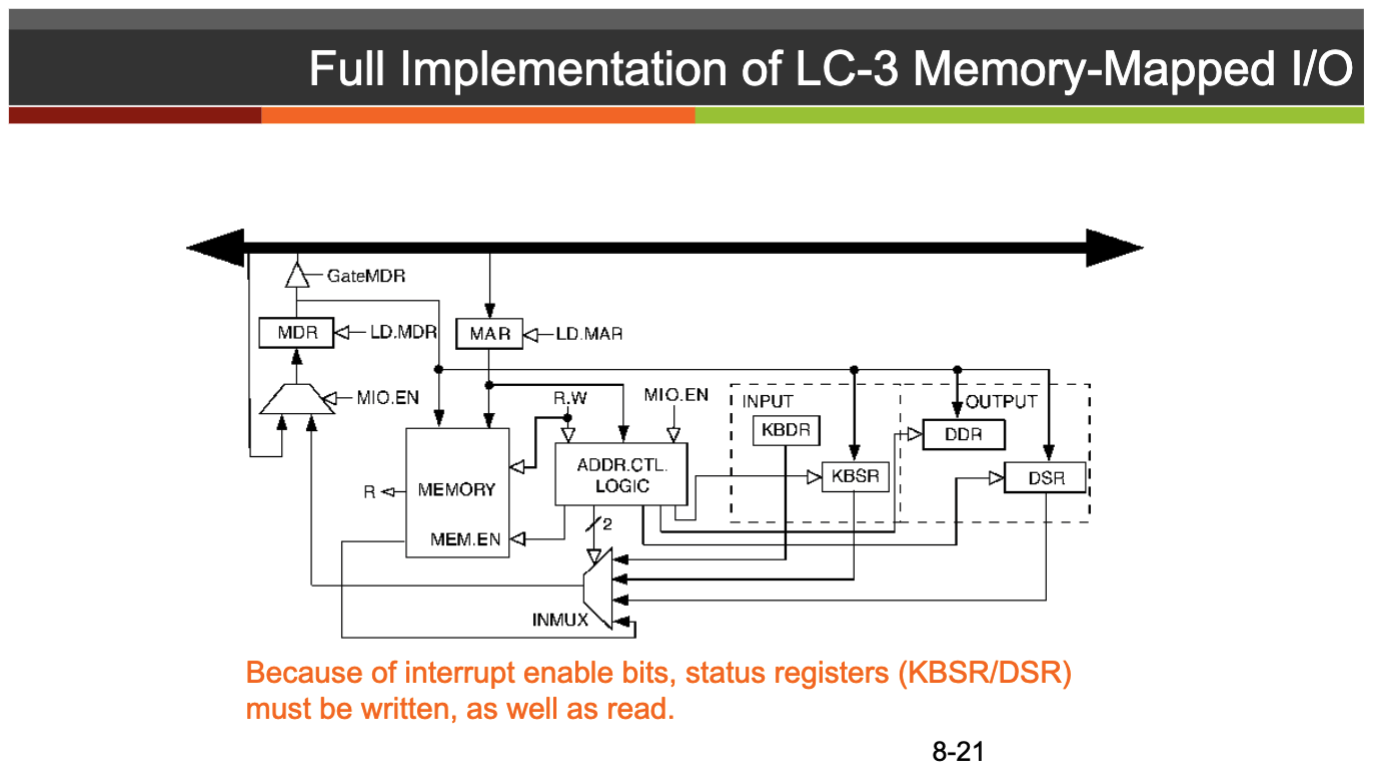 Full Implementation of LC-3 Memory-Mapped I/O
GateMDR
MDR
LD.MDR
MAR
LD.MAR
MIO.EN
R.W
MIO.EN
INPUT
OUTPUT
KBDR
DDR
ADDR.CTL.
LOGIC
KBSR
DSR
R
MEMORY
2
MEM.EN
INMUX
Because of interrupt enable bits, status registers (KBSR/DSR)
must be written, as well as read.
8-21